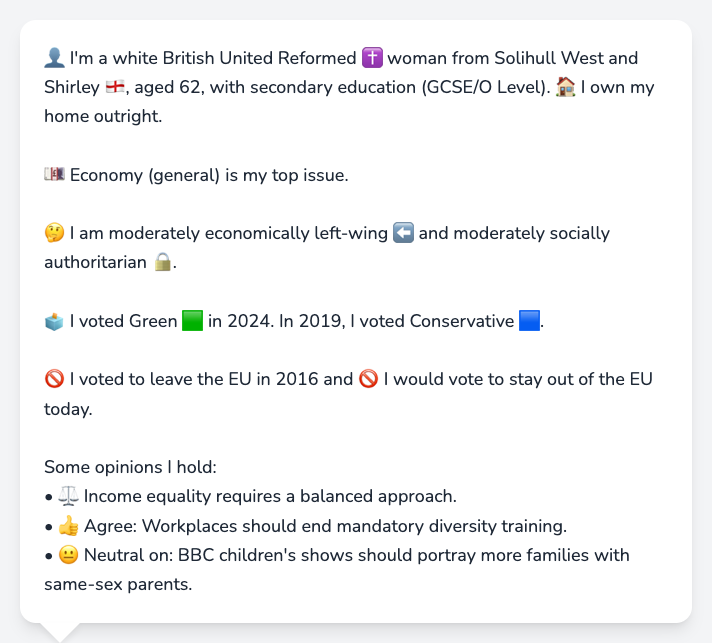 👤 I'm a white British United Reformed ✝️ woman from Solihull West and
Shirley 🏴󠁧󠁢󠁥󠁮󠁧󠁿, aged 62, with secondary education (GCSE/O Level). 🏠 I own my
home outright.
💷 Economy (general) is my top issue.
🤔 I am moderately economically left-wing ⬅️ and moderately socially
authoritarian 🔒.
🗳️ I voted Green 🟩 in 2024. In 2019, I voted Conservative 🟦.
🚫 I voted to leave the EU in 2016 and 🚫 I would vote to stay out of the EU
today.
Some opinions I hold:
• ⚖️ Income equality requires a balanced approach.
• 👍 Agree: Workplaces should end mandatory diversity training.
• 😐 Neutral on: BBC children's shows should portray more families with
same-sex parents.